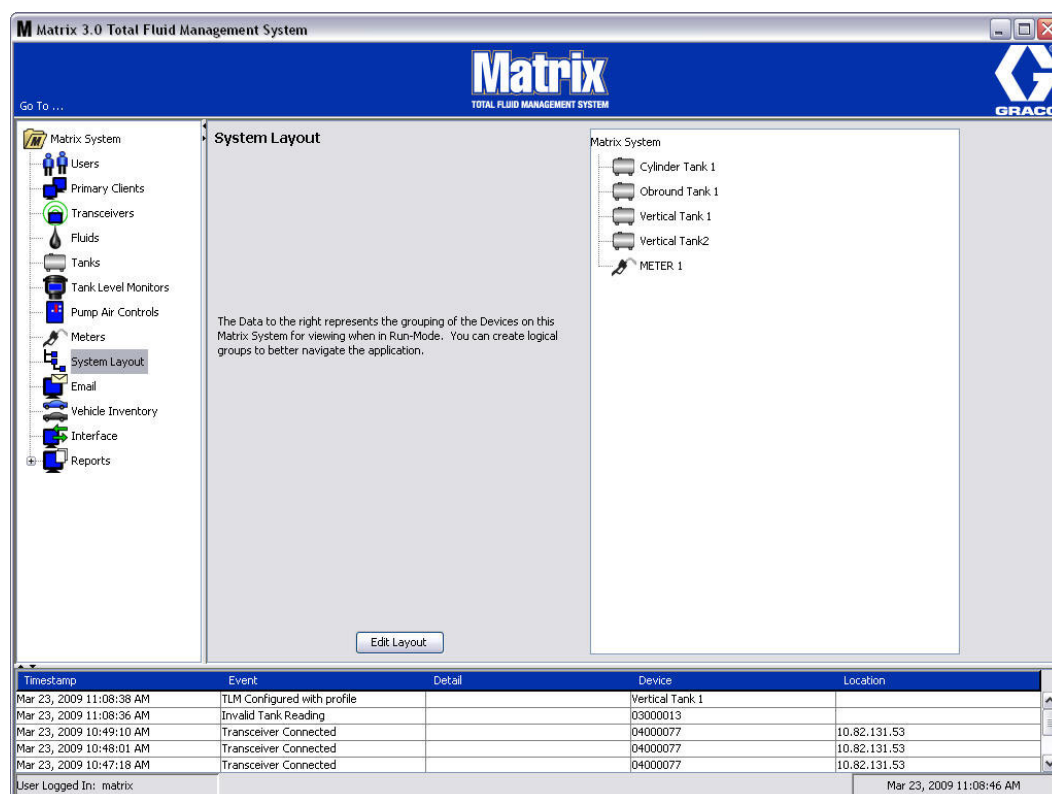 Matrix 3.0 Total Fluid Management System
Matrix
TOTAL FLUID MANAGEMENT SYSTEM
Go To ...
GRACO
Matrix System
Users
Primary Clients
Transceivers
Fluids
Tanks
Tank Level Monitors
Pump Air Controls
Meters
System Layout
Email
Vehicle Inventory
Interface
Reports
System Layout
The Data to the right represents the grouping of the Devices on this
Matrix System for viewing when in Run-Mode. You can create logical
groups to better navigate the application.
Edit Layout
Matrix System
Cylinder Tank 1
Obround Tank 1
Vertical Tank 1
Vertical Tank2
METER 1
Timestamp Event Detail Device Location
Mar 23, 2009 11:08:38 AM TLM Configured with profile Vertical Tank 1
Mar 23, 2009 11:08:36 AM Invalid Tank Reading 03000013
Mar 23, 2009 10:49:10 AM Transceiver Connected 04000077 10.82.131.53
Mar 23, 2009 10:48:01 AM Transceiver Connected 04000077 10.82.131.53
Mar 23, 2009 10:47:18 AM Transceiver Connected 04000077 10.82.131.53
User Logged In: matrix Mar 23, 2009 11:08:46 AM